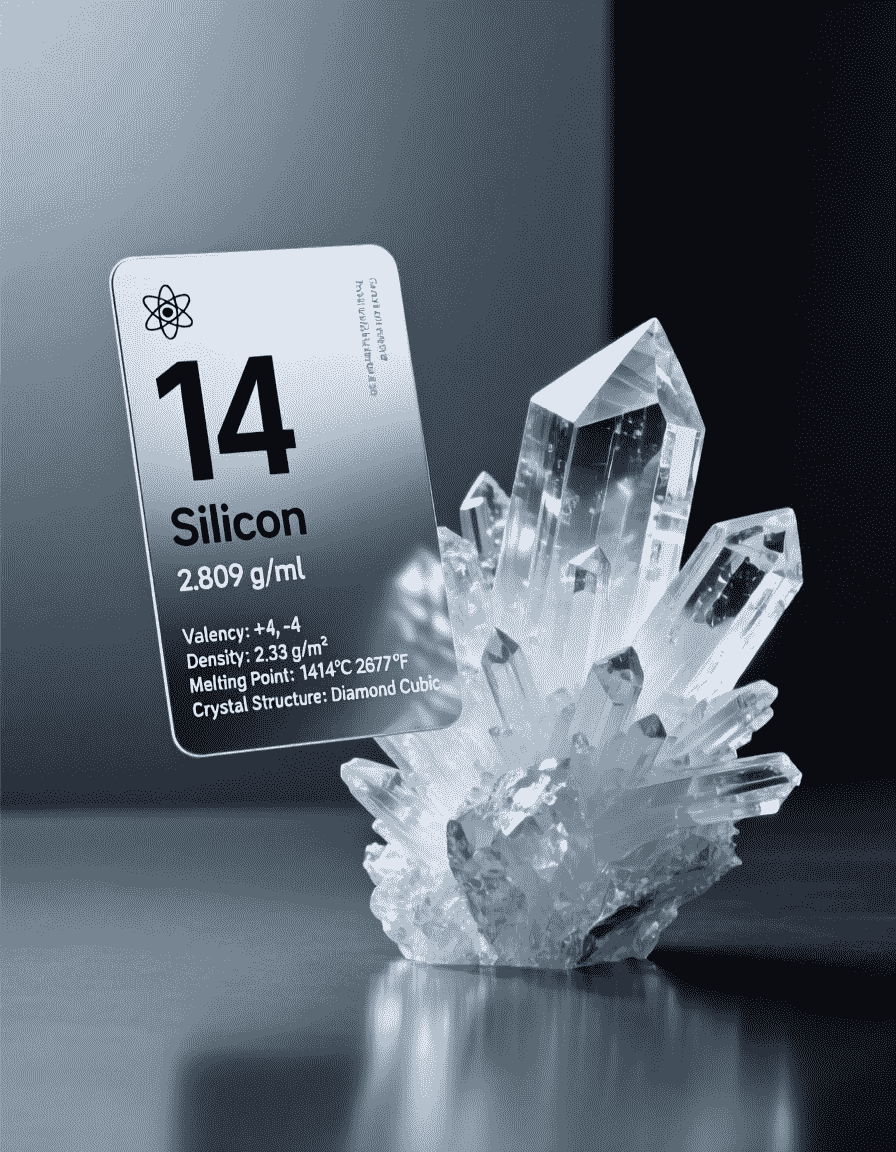 14
Silicon
2.809 g/ml
Valency: +4, -4
Density: 2.33 g/m²
Melting Point: 1414°C 2677°F
Crystal Structure: Diamond Cubic